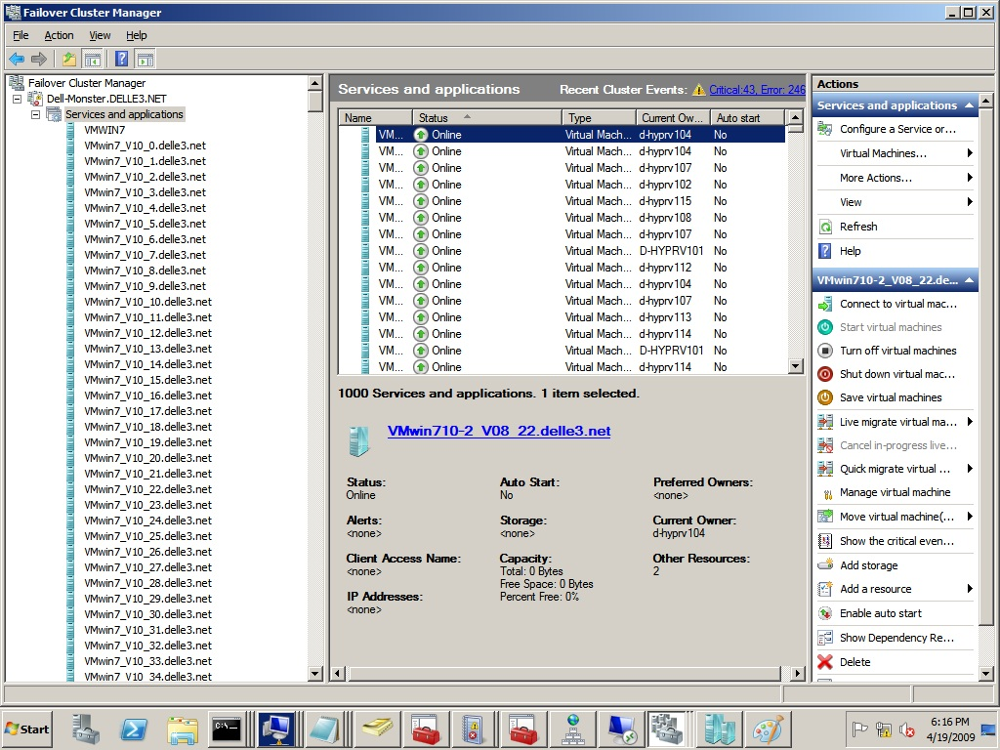 Failover Cluster Manager
File Action View Help
Failover Cluster Manager
Dell-Monster.DELLE3.NET
Services and applications
VMWIN7
VMwin7_V10_0.delle3.net
VMwin7_V10_1.delle3.net
VMwin7_V10_2.delle3.net
VMwin7_V10_3.delle3.net
VMwin7_V10_4.delle3.net
VMwin7_V10_5.delle3.net
VMwin7_V10_6.delle3.net
VMwin7_V10_7.delle3.net
VMwin7_V10_8.delle3.net
VMwin7_V10_9.delle3.net
VMwin7_V10_10.delle3.net
VMwin7_V10_11.delle3.net
VMwin7_V10_12.delle3.net
VMwin7_V10_13.delle3.net
VMwin7_V10_14.delle3.net
VMwin7_V10_15.delle3.net
VMwin7_V10_16.delle3.net
VMwin7_V10_17.delle3.net
VMwin7_V10_18.delle3.net
VMwin7_V10_19.delle3.net
VMwin7_V10_20.delle3.net
VMwin7_V10_21.delle3.net
VMwin7_V10_22.delle3.net
VMwin7_V10_23.delle3.net
VMwin7_V10_24.delle3.net
VMwin7_V10_25.delle3.net
VMwin7_V10_26.delle3.net
VMwin7_V10_27.delle3.net
VMwin7_V10_28.delle3.net
VMwin7_V10_29.delle3.net
VMwin7_V10_30.delle3.net
VMwin7_V10_31.delle3.net
VMwin7_V10_32.delle3.net
VMwin7_V10_33.delle3.net
VMwin7_V10_34.delle3.net
Services and applications Recent Cluster Events: Critical:43, Error: 246
Name Status Type Current Ow... Auto start
VM... Online Virtual Mach... d-hyprv104 No
VM... Online Virtual Mach... d-hyprv104 No
VM... Online Virtual Mach... d-hyprv107 No
VM... Online Virtual Mach... d-hyprv102 No
VM... Online Virtual Mach... d-hyprv115 No
VM... Online Virtual Mach... d-hyprv108 No
VM... Online Virtual Mach... d-hyprv107 No
VM... Online Virtual Mach... D-HYPRV101 No
VM... Online Virtual Mach... d-hyprv112 No
VM... Online Virtual Mach... d-hyprv104 No
VM... Online Virtual Mach... d-hyprv107 No
VM... Online Virtual Mach... d-hyprv113 No
VM... Online Virtual Mach... d-hyprv114 No
VM... Online Virtual Mach... D-HYPRV101 No
VM... Online Virtual Mach... d-hyprv114 No
1000 Services and applications. 1 item selected.
VMwin710-2_V08_22.delle3.net
Status: Auto Start: Preferred Owners:
Online No <none>
Alerts: Storage: Current Owner:
<none> <none> d-hyprv104
Client Access Name: Capacity: Other Resources:
<none> Total: 0 Bytes 2
Free Space: 0 Bytes
IP Addresses: Percent Free: 0%
<none>
Actions
Services and applications
Configure a Service or...
Virtual Machines...
More Actions...
View
Refresh
Help
VMwin710-2_V08_22.de...
Connect to virtual mac...
Start virtual machines
Turn off virtual machines
Shut down virtual mac...
Save virtual machines
Live migrate virtual ma...
Cancel in-progress live...
Quick migrate virtual ...
Manage virtual machine
Move virtual machine(...
Show the critical even...
Add storage
Add a resource
Enable auto start
Show Dependency Re...
Delete
Start C:\_ 6:16 PM
4/19/2009